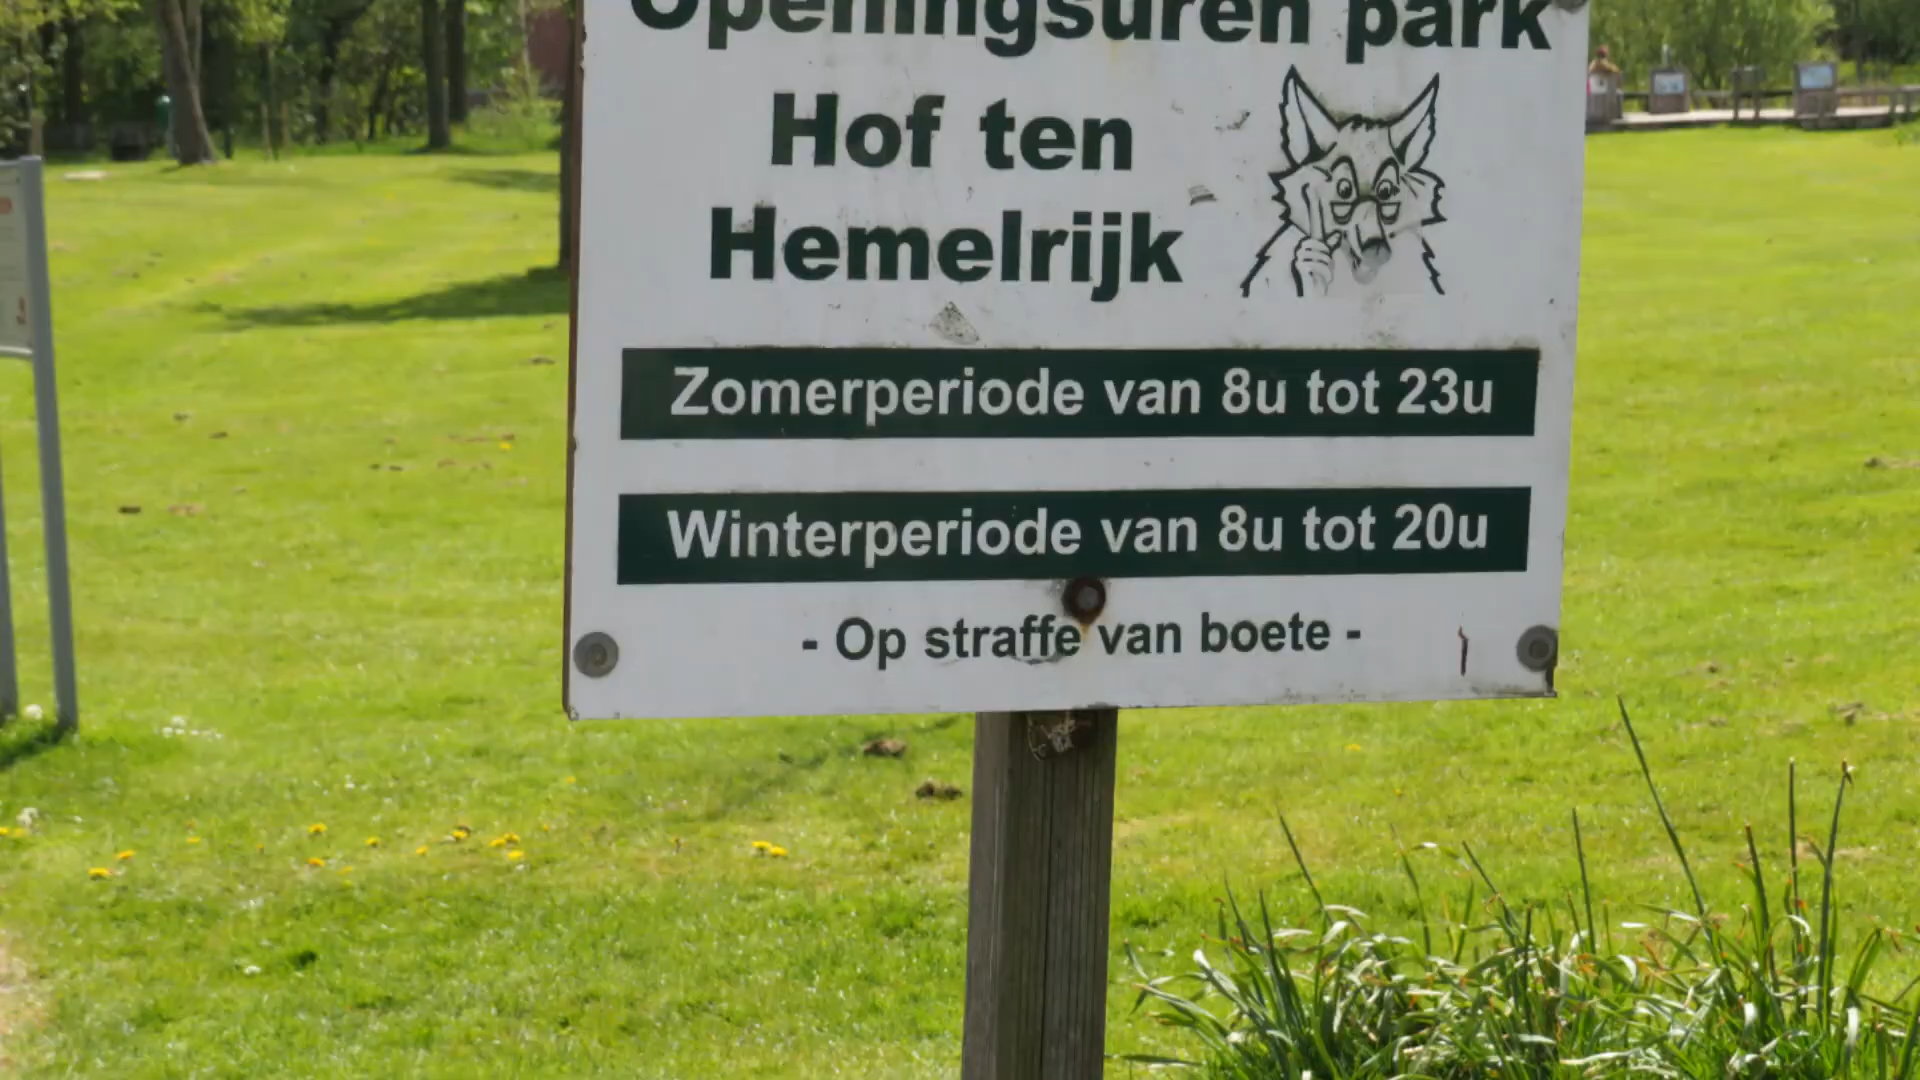 Openingsuren park
Hof ten
Hemelrijk
Zomerperiode van 8u tot 23u
Winterperiode van 8u tot 20u
- Op straffe van boete -